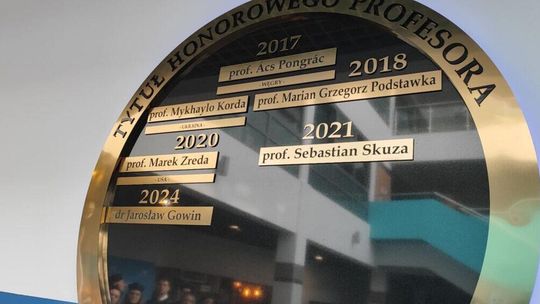 TYTUŁ HONOROWEGO PROFESORA
2017
prof. Ács Pongrác
- WĘGRY -
prof. Mykhaylo Korda
- UKRAINA -
2018
prof. Marian Grzegorz Podstawka
2020
prof. Marek Zreda
- USA -
2021
prof. Sebastian Skuza
2024
dr Jarosław Gowin